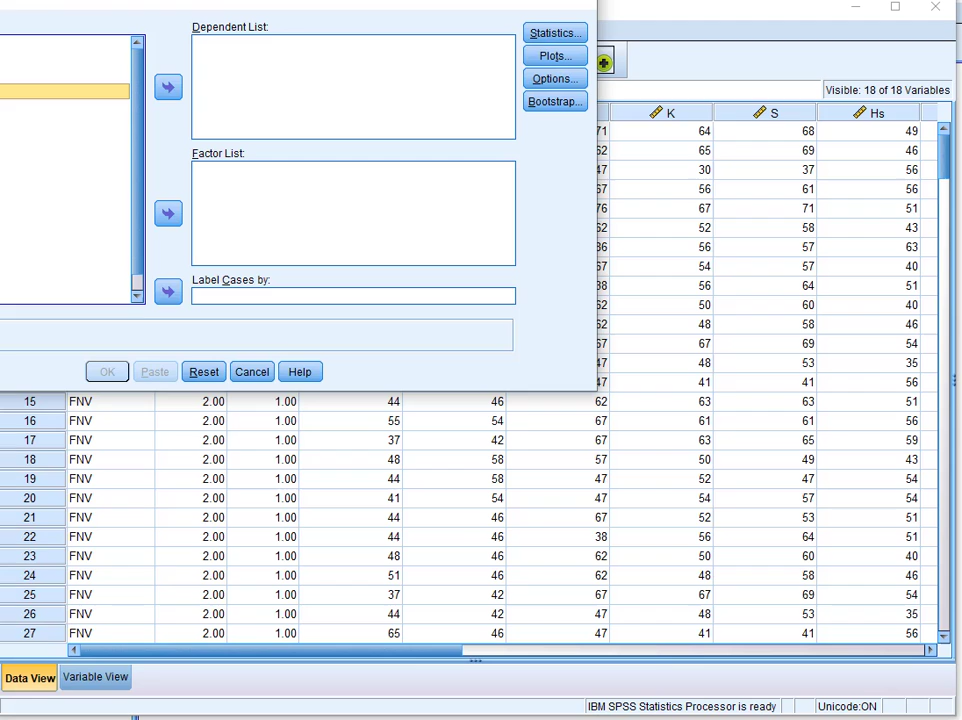 Dependent List:
Statistics...
Plots...
Options...
Bootstrap...
Visible: 18 of 18 Variables
K S Hs
71 64 68 49
62 65 69 46
Factor List:
47 30 37 56
67 56 61 56
76 67 71 51
62 52 58 43
86 56 57 63
67 54 57 40
Label Cases by:
88 56 64 51
62 50 60 40
62 48 58 46
67 67 69 54
47 48 53 35
OK Paste Reset Cancel Help
47 41 41 56
15 FNV 2.00 1.00 44 46 62 63 63 51
16 FNV 2.00 1.00 55 54 67 61 61 56
17 FNV 2.00 1.00 37 42 67 63 65 59
18 FNV 2.00 1.00 48 58 57 50 49 43
19 FNV 2.00 1.00 44 58 47 52 47 54
20 FNV 2.00 1.00 41 54 47 54 57 54
21 FNV 2.00 1.00 44 46 67 52 53 51
22 FNV 2.00 1.00 44 46 38 56 64 51
23 FNV 2.00 1.00 48 46 62 50 60 40
24 FNV 2.00 1.00 51 46 62 48 58 46
25 FNV 2.00 1.00 37 42 67 67 69 54
26 FNV 2.00 1.00 44 42 47 48 53 35
27 FNV 2.00 1.00 65 46 47 41 41 56
Data View Variable View
IBM SPSS Statistics Processor is ready Unicode:ON